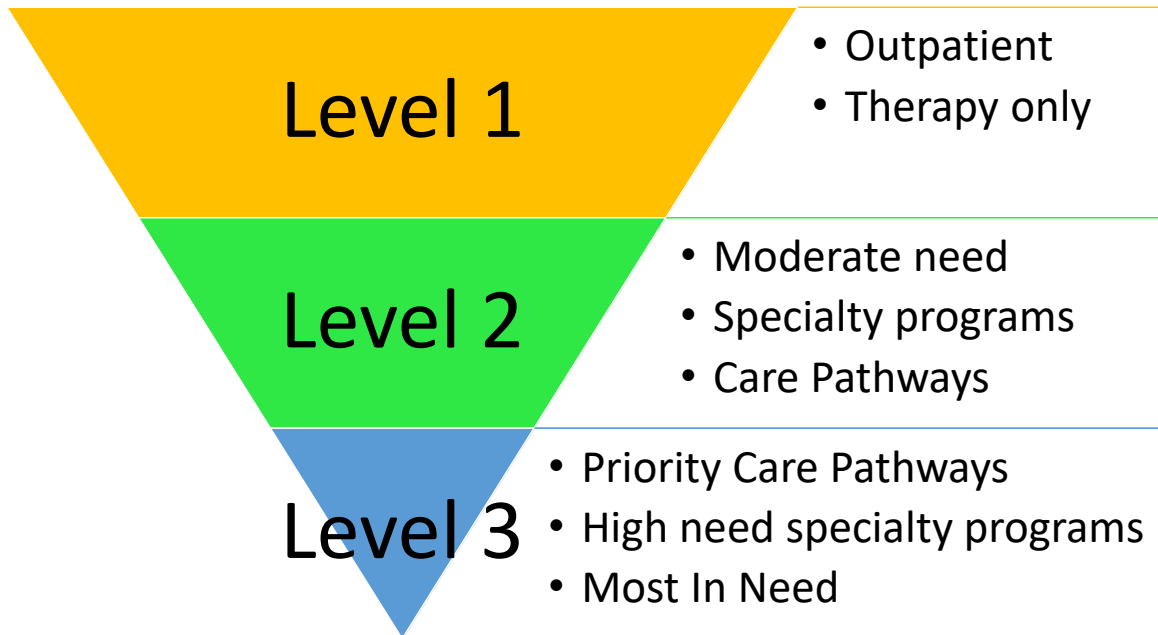 Level 1
• Outpatient
• Therapy only
Level 2
• Moderate need
• Specialty programs
• Care Pathways
Level 3
• Priority Care Pathways
• High need specialty programs
• Most In Need